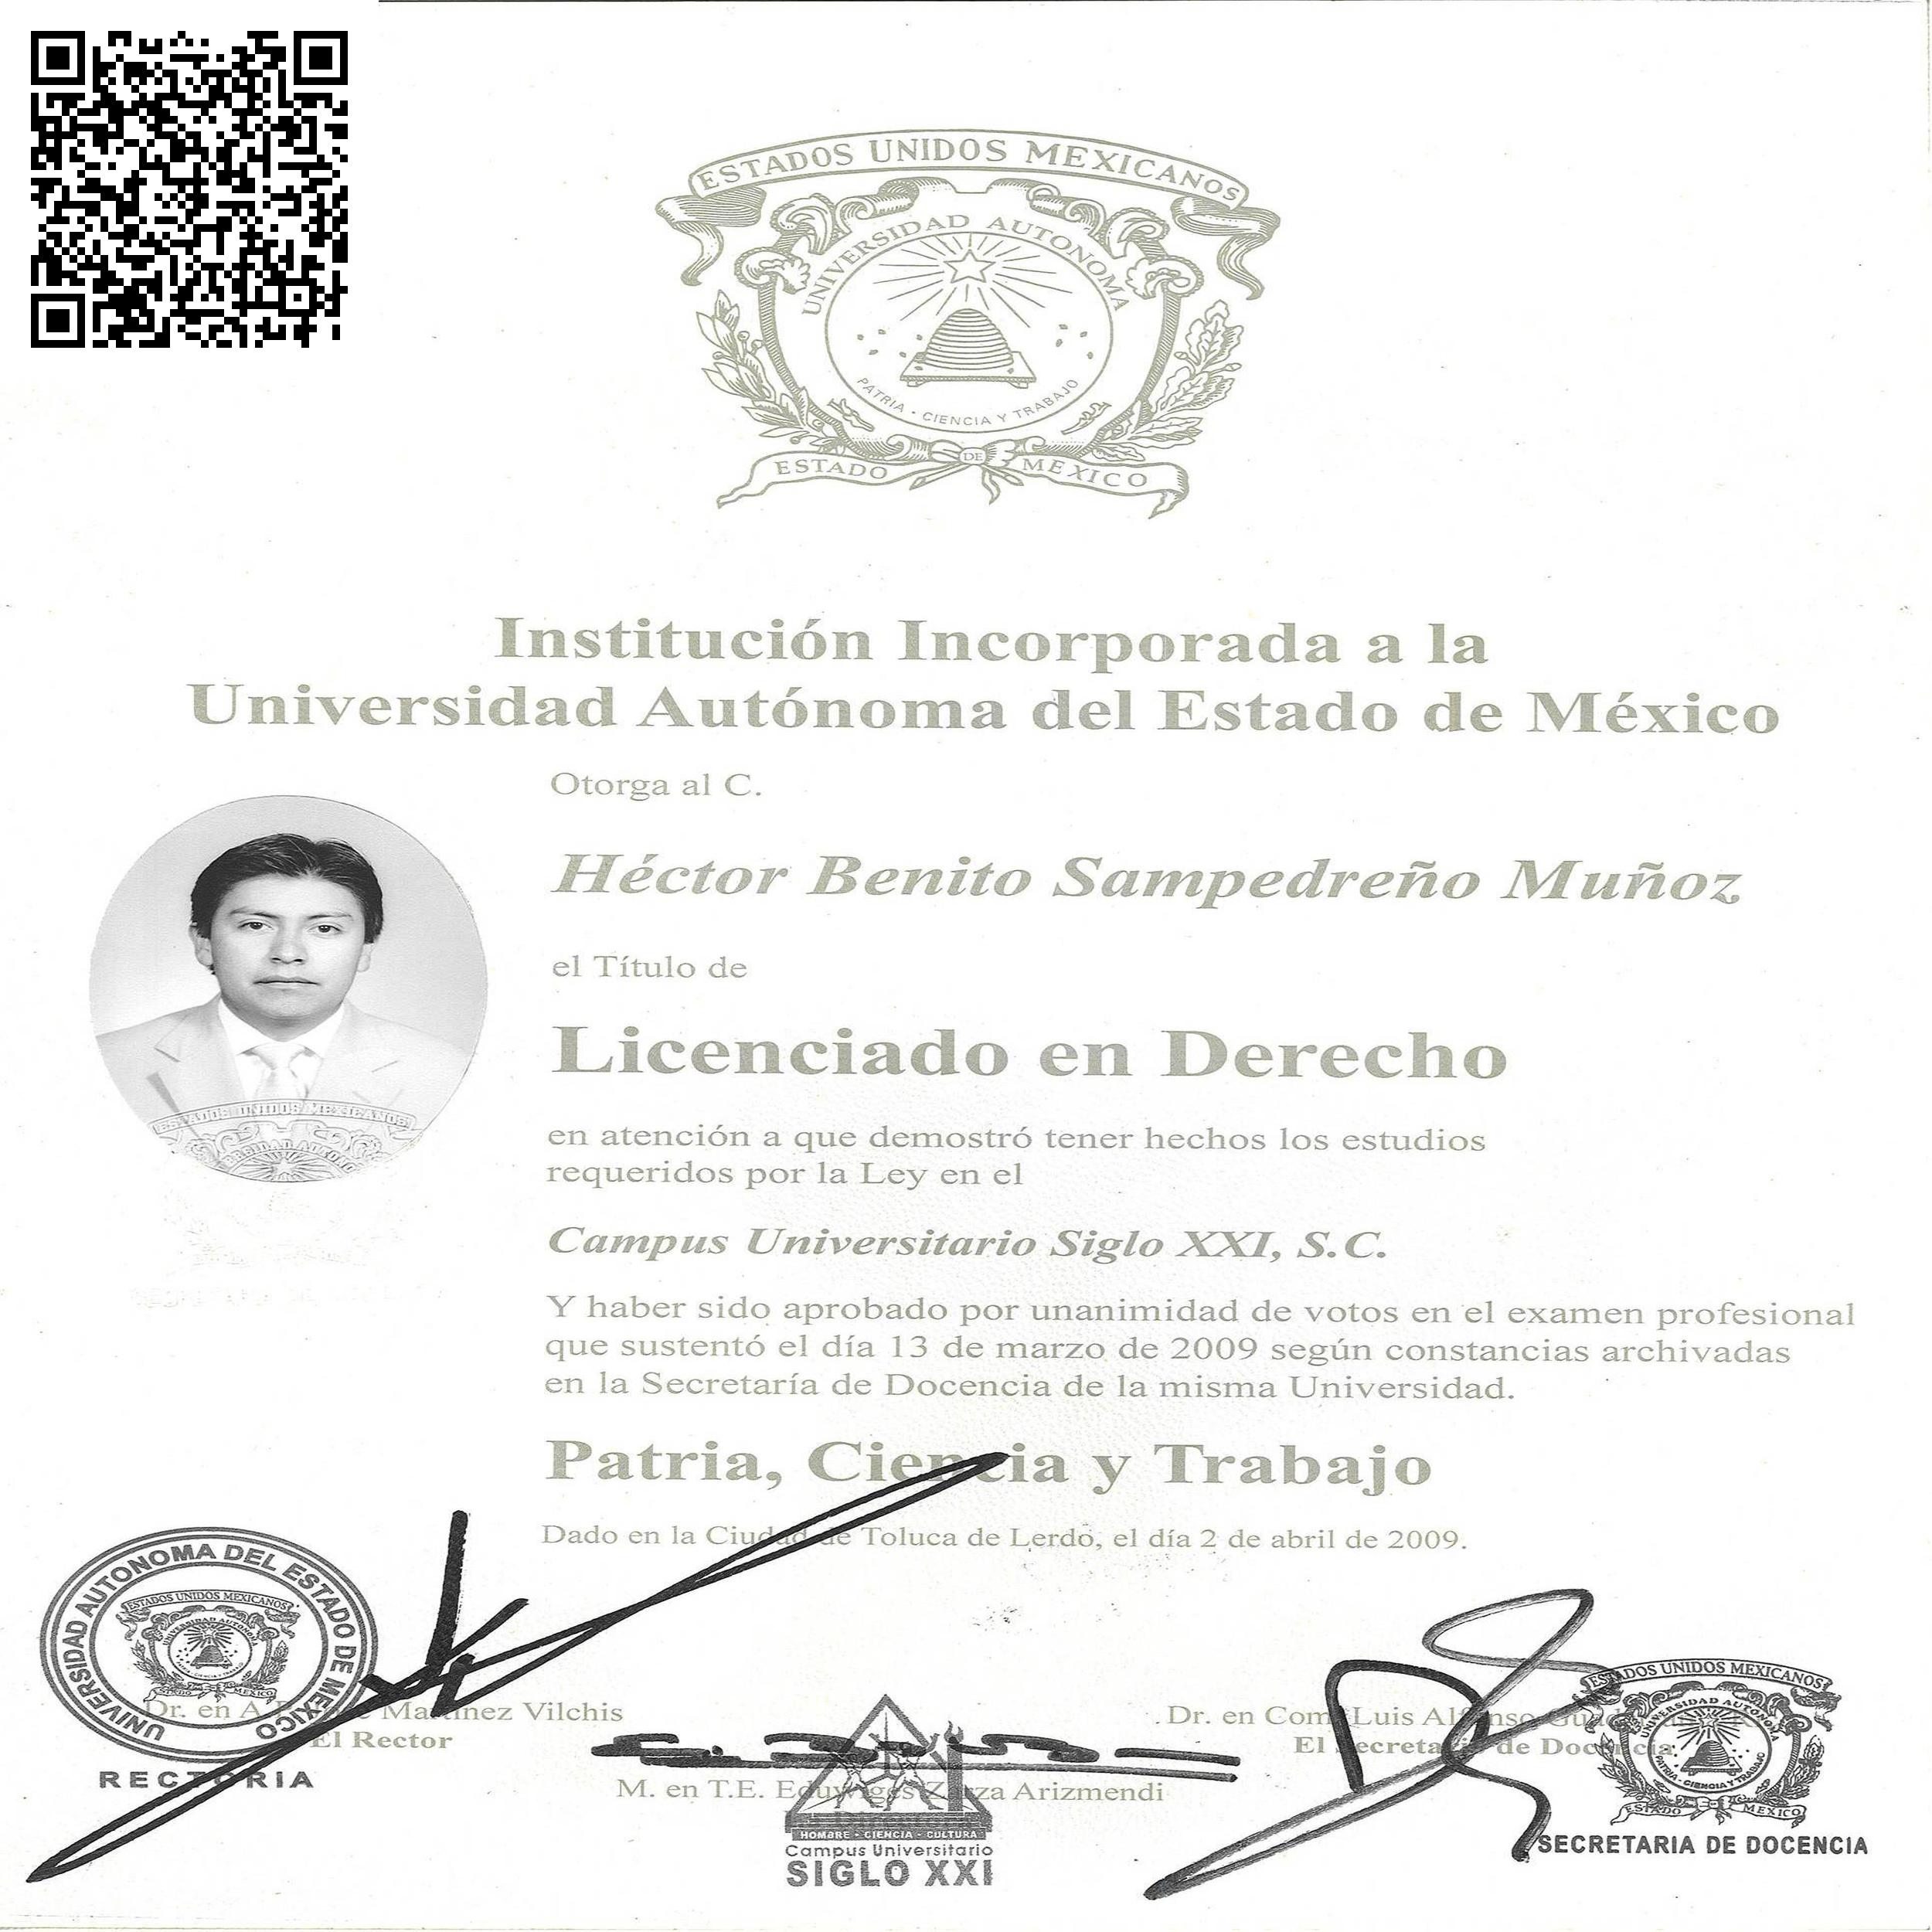 ESTADOS UNIDOS MEXICANOS
UNIVERSIDAD AUTONOMA
PATRIA · CIENCIA Y TRABAJO
ESTADO DE MEXICO
Institución Incorporada a la
Universidad Autónoma del Estado de México
Otorga al C.
Héctor Benito Sampedreño Muñoz
el Título de
Licenciado en Derecho
en atención a que demostró tener hechos los estudios
requeridos por la Ley en el
Campus Universitario Siglo XXI, S.C.
Y haber sido aprobado por unanimidad de votos en el examen profesional
que sustentó el día 13 de marzo de 2009 según constancias archivadas
en la Secretaría de Docencia de la misma Universidad.
Patria, Ciencia y Trabajo
Dado en la Ciudad de Toluca de Lerdo, el día 2 de abril de 2009.
UNIVERSIDAD AUTONOMA DEL ESTADO DE MEXICO
ESTADOS UNIDOS MEXICANOS
UNIVERSIDAD AUTONOMA
ESTADO MEXICO
Dr. en A. Martínez Vilchis
El Rector
RECTORIA
M. en T.E. Eduwiges Zarza Arizmendi
HOMBRE · CIENCIA · CULTURA
Campus Universitario
SIGLO XXI
Dr. en Com. Luis Alfonso
El Secretario de Docencia
ESTADOS UNIDOS MEXICANOS
UNIVERSIDAD AUTONOMA
PATRIA · CIENCIA Y TRABAJO
ESTADO MEXICO
SECRETARIA DE DOCENCIA